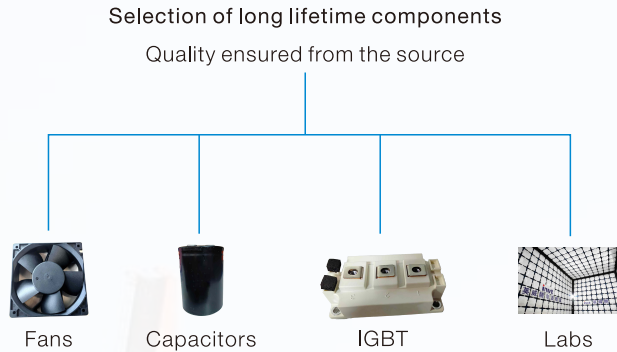 Selection of long lifetime components
Quality ensured from the source
Fans
Capacitors
IGBT
Labs